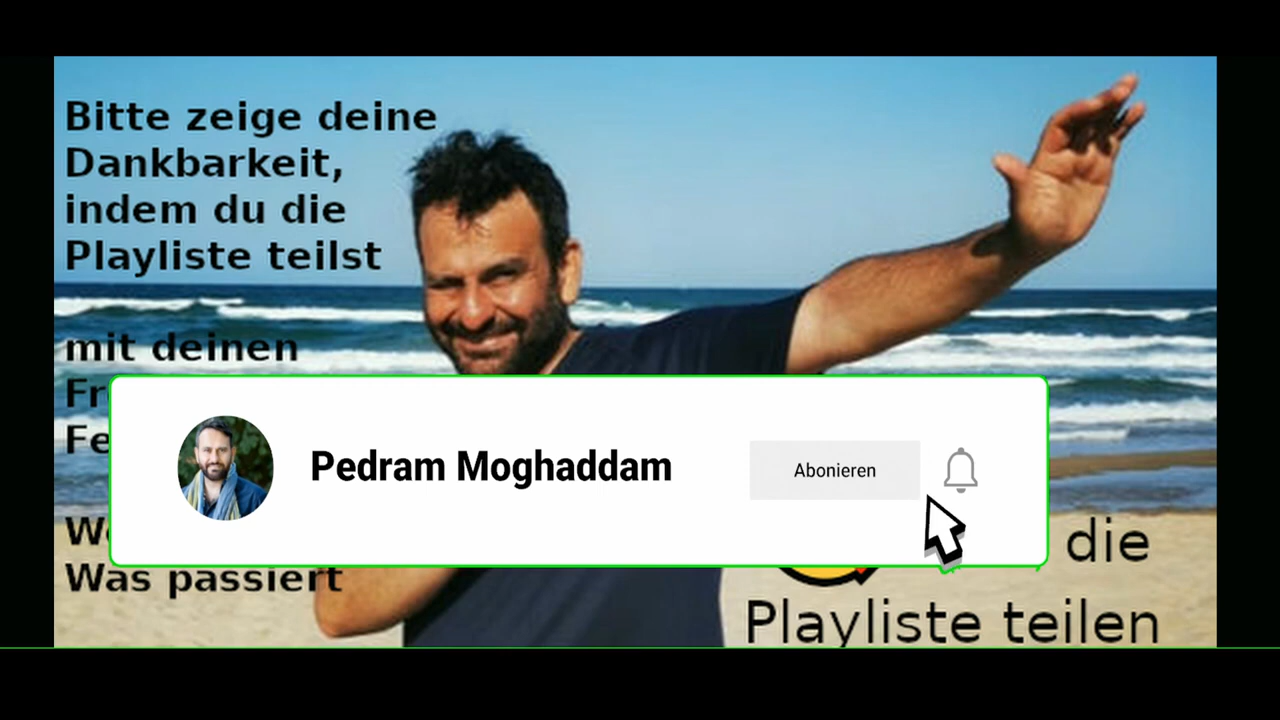 Bitte zeige deine
Dankbarkeit,
indem du die
Playliste teilst
mit deinen
Pedram Moghaddam
Abonieren
Was passiert
die
Playliste teilen